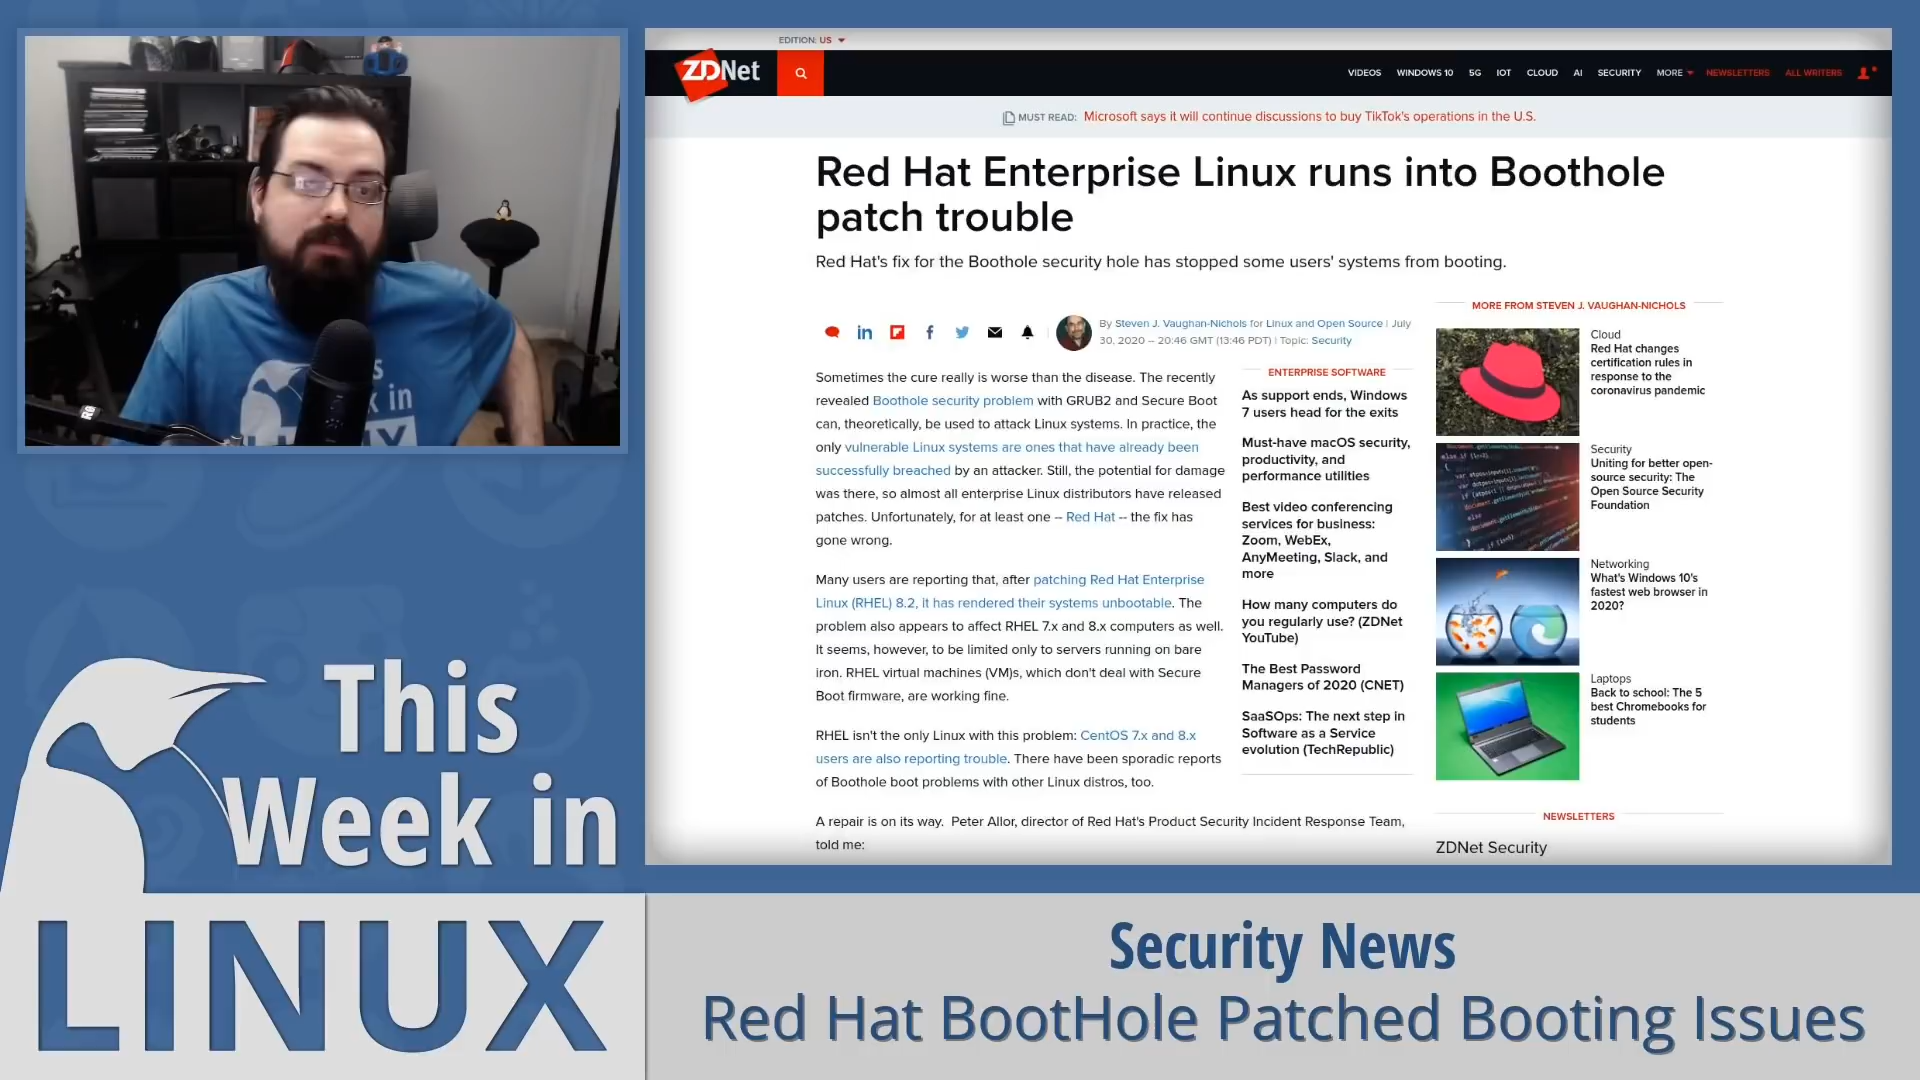 EDITION: US
ZDNet
VIDEOS WINDOWS 10 5G IOT CLOUD AI SECURITY MORE NEWSLETTERS ALL WRITERS
MUST READ: Microsoft says it will continue discussions to buy TikTok's operations in the U.S.
Red Hat Enterprise Linux runs into Boothole
patch trouble
Red Hat's fix for the Boothole security hole has stopped some users' systems from booting.
By Steven J. Vaughan-Nichols for Linux and Open Source | July
30, 2020 -- 20:46 GMT (13:46 PDT) | Topic: Security
Sometimes the cure really is worse than the disease. The recently
revealed Boothole security problem with GRUB2 and Secure Boot
can, theoretically, be used to attack Linux systems. In practice, the
only vulnerable Linux systems are ones that have already been
successfully breached by an attacker. Still, the potential for damage
was there, so almost all enterprise Linux distributors have released
patches. Unfortunately, for at least one -- Red Hat -- the fix has
gone wrong.
Many users are reporting that, after patching Red Hat Enterprise
Linux (RHEL) 8.2, it has rendered their systems unbootable. The
problem also appears to affect RHEL 7.x and 8.x computers as well.
It seems, however, to be limited only to servers running on bare
iron. RHEL virtual machines (VM)s, which don't deal with Secure
Boot firmware, are working fine.
RHEL isn't the only Linux with this problem: CentOS 7.x and 8.x
users are also reporting trouble. There have been sporadic reports
of Boothole boot problems with other Linux distros, too.
A repair is on its way. Peter Allor, director of Red Hat's Product Security Incident Response Team,
told me:
ENTERPRISE SOFTWARE
As support ends, Windows
7 users head for the exits
Must-have macOS security,
productivity, and
performance utilities
Best video conferencing
services for business:
Zoom, WebEx,
AnyMeeting, Slack, and
more
How many computers do
you regularly use? (ZDNet
YouTube)
The Best Password
Managers of 2020 (CNET)
SaaSOps: The next step in
Software as a Service
evolution (TechRepublic)
MORE FROM STEVEN J. VAUGHAN-NICHOLS
Cloud
Red Hat changes
certification rules in
response to the
coronavirus pandemic
Security
Uniting for better open-
source security: The
Open Source Security
Foundation
Networking
What's Windows 10's
fastest web browser in
2020?
Laptops
Back to school: The 5
best Chromebooks for
students
NEWSLETTERS
ZDNet Security
This
Week in
LINUX
Security News
Red Hat BootHole Patched Booting Issues